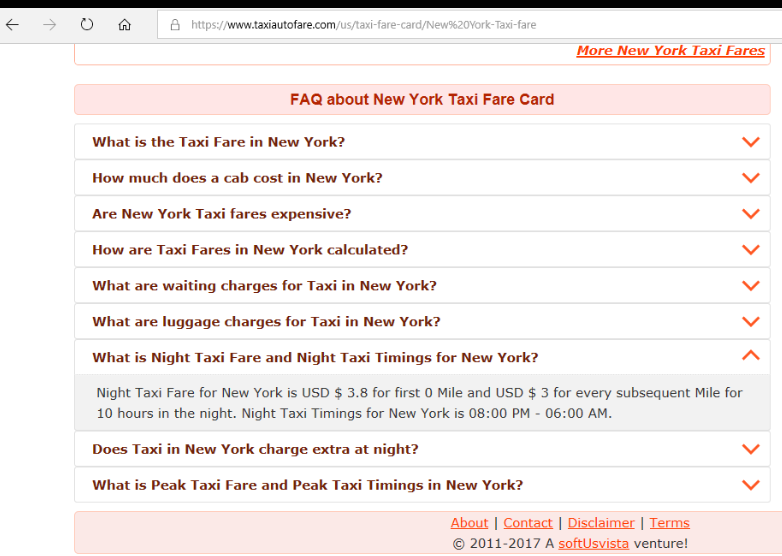 https://www.taxiautofare.com/us/taxi-fare-card/New%20York-Taxi-fare
More New York Taxi Fares
FAQ about New York Taxi Fare Card
What is the Taxi Fare in New York?
How much does a cab cost in New York?
Are New York Taxi fares expensive?
How are Taxi Fares in New York calculated?
What are waiting charges for Taxi in New York?
What are luggage charges for Taxi in New York?
What is Night Taxi Fare and Night Taxi Timings for New York?
Night Taxi Fare for New York is USD $ 3.8 for first 0 Mile and USD $ 3 for every subsequent Mile for
10 hours in the night. Night Taxi Timings for New York is 08:00 PM - 06:00 AM.
Does Taxi in New York charge extra at night?
What is Peak Taxi Fare and Peak Taxi Timings in New York?
About | Contact | Disclaimer | Terms
© 2011-2017 A softUsvista venture!